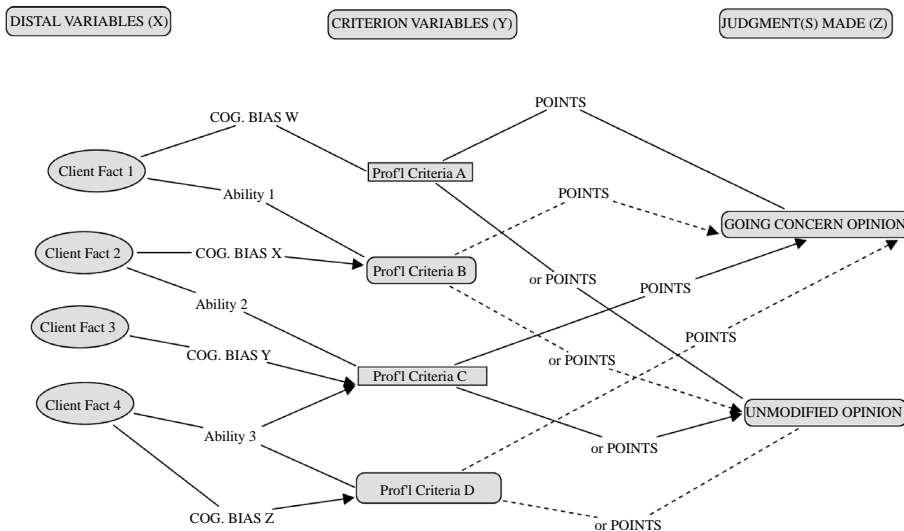 DISTAL VARIABLES (X)
CRITERION VARIABLES (Y)
JUDGMENT(S) MADE (Z)
COG. BIAS W
POINTS
Client Fact 1
Prof'l Criteria A
Ability 1
POINTS
GOING CONCERN OPINION
Client Fact 2
COG. BIAS X
Prof'l Criteria B
or POINTS
POINTS
Ability 2
Client Fact 3
POINTS
COG. BIAS Y
or POINTS
Prof'l Criteria C
Client Fact 4
UNMODIFIED OPINION
Ability 3
or POINTS
Prof'l Criteria D
COG. BIAS Z
or POINTS